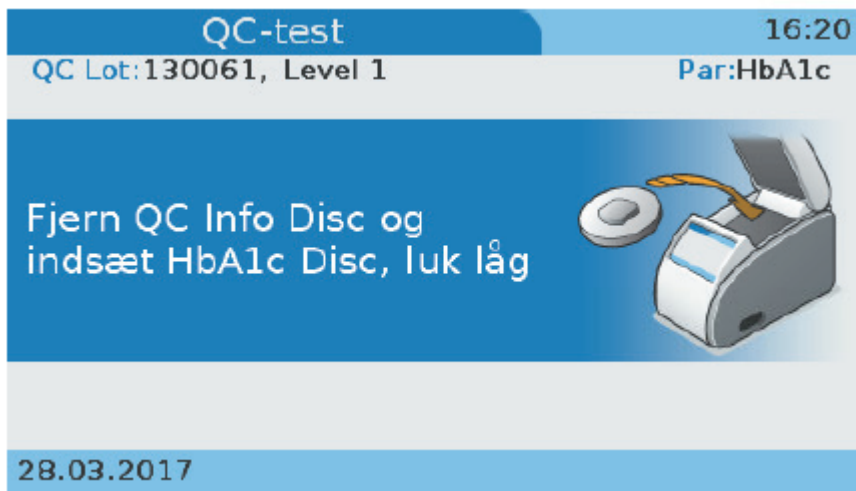 QC-test 16:20
QC Lot:130061, Level 1 Par:HbA1c
Fjern QC Info Disc og
indsæt HbA1c Disc, luk låg
28.03.2017